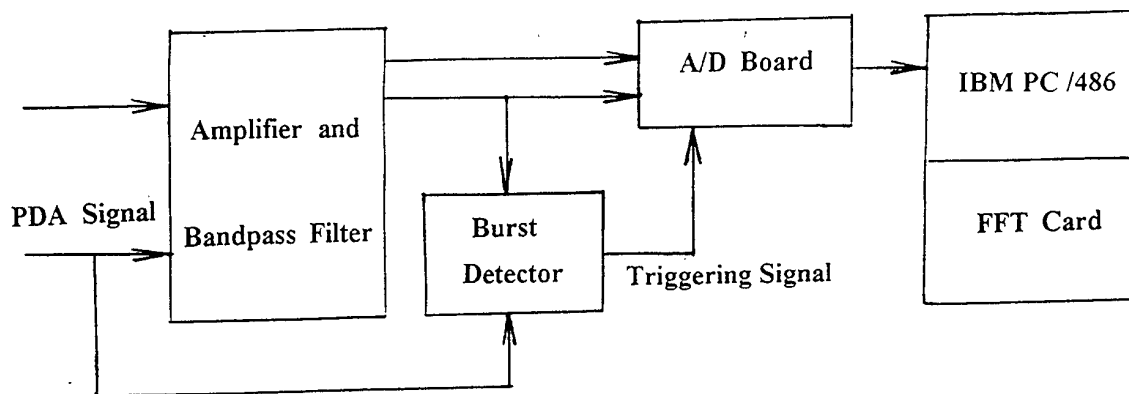 A/D Board
IBM PC /486
Amplifier and
PDA Signal
Bandpass Filter
Burst
Detector
Triggering Signal
FFT Card